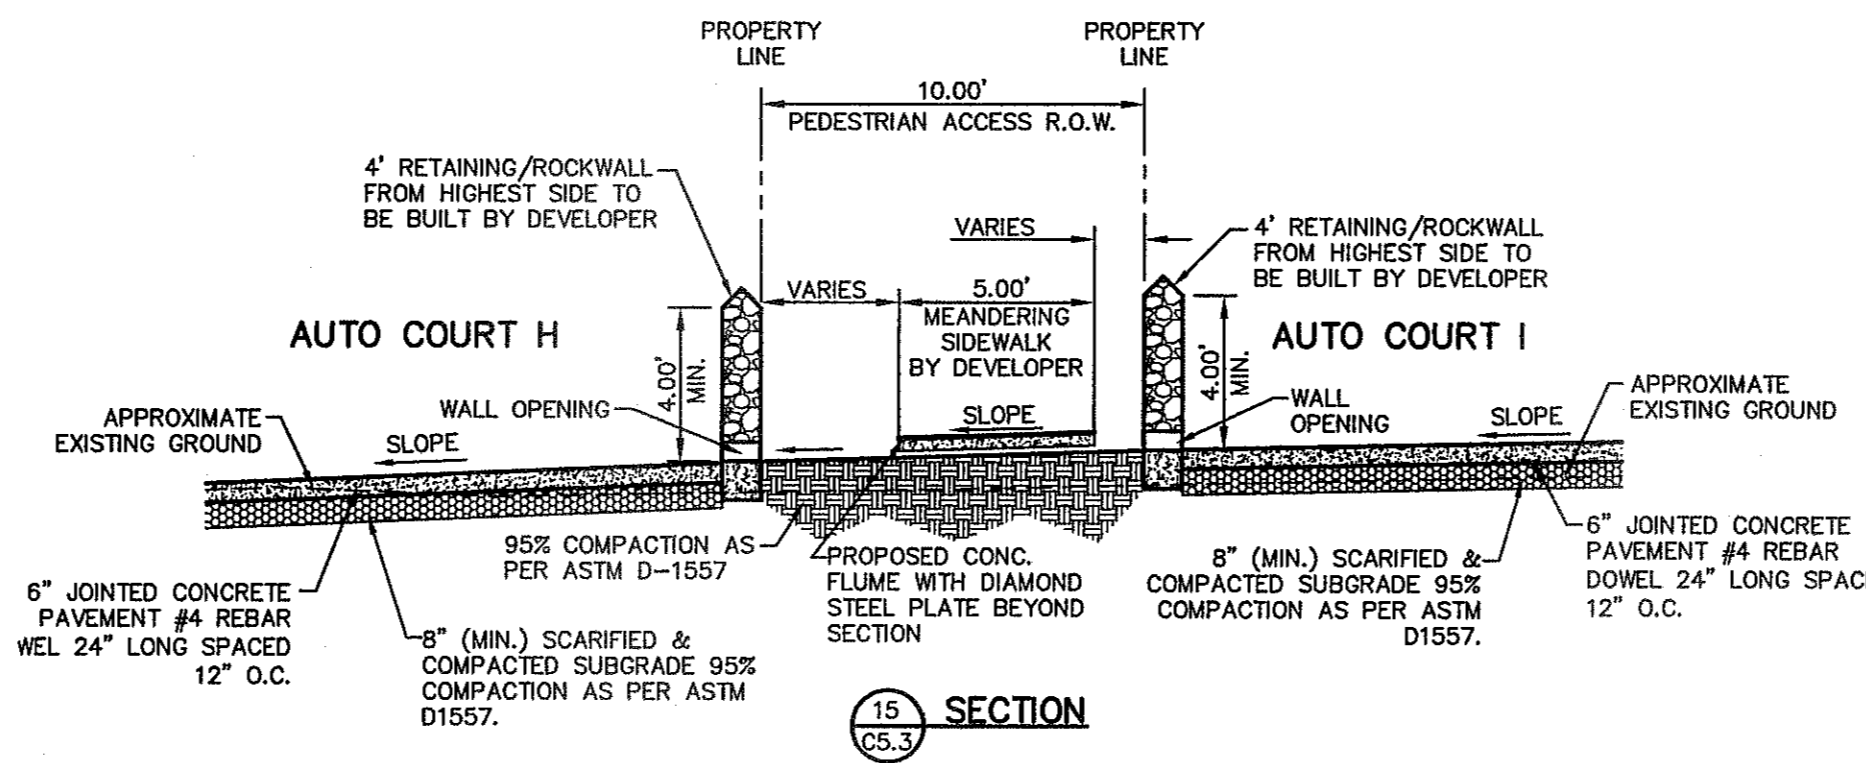 PROPERTY
LINE
PROPERTY
LINE
10.00'
PEDESTRIAN ACCESS R.O.W.
4' RETAINING/ROCKWALL
FROM HIGHEST SIDE TO
BE BUILT BY DEVELOPER
VARIES
4' RETAINING/ROCKWALL
FROM HIGHEST SIDE TO
BE BUILT BY DEVELOPER
VARIES
5.00'
MEANDERING
SIDEWALK
BY DEVELOPER
AUTO COURT H
AUTO COURT I
4.00'
MIN.
4.00'
MIN.
WALL OPENING
WALL
OPENING
APPROXIMATE
EXISTING GROUND
SLOPE
SLOPE
SLOPE
APPROXIMATE
EXISTING GROUND
95% COMPACTION AS
PER ASTM D-1557
PROPOSED CONC.
FLUME WITH DIAMOND
STEEL PLATE BEYOND
SECTION
8" (MIN.) SCARIFIED &
COMPACTED SUBGRADE 95%
COMPACTION AS PER ASTM
D1557.
6" JOINTED CONCRETE
PAVEMENT #4 REBAR
DOWEL 24" LONG SPAC
12" O.C.
6" JOINTED CONCRETE
PAVEMENT #4 REBAR
WEL 24" LONG SPACED
12" O.C.
8" (MIN.) SCARIFIED &
COMPACTED SUBGRADE 95%
COMPACTION AS PER ASTM
D1557.
15
C5.3
SECTION